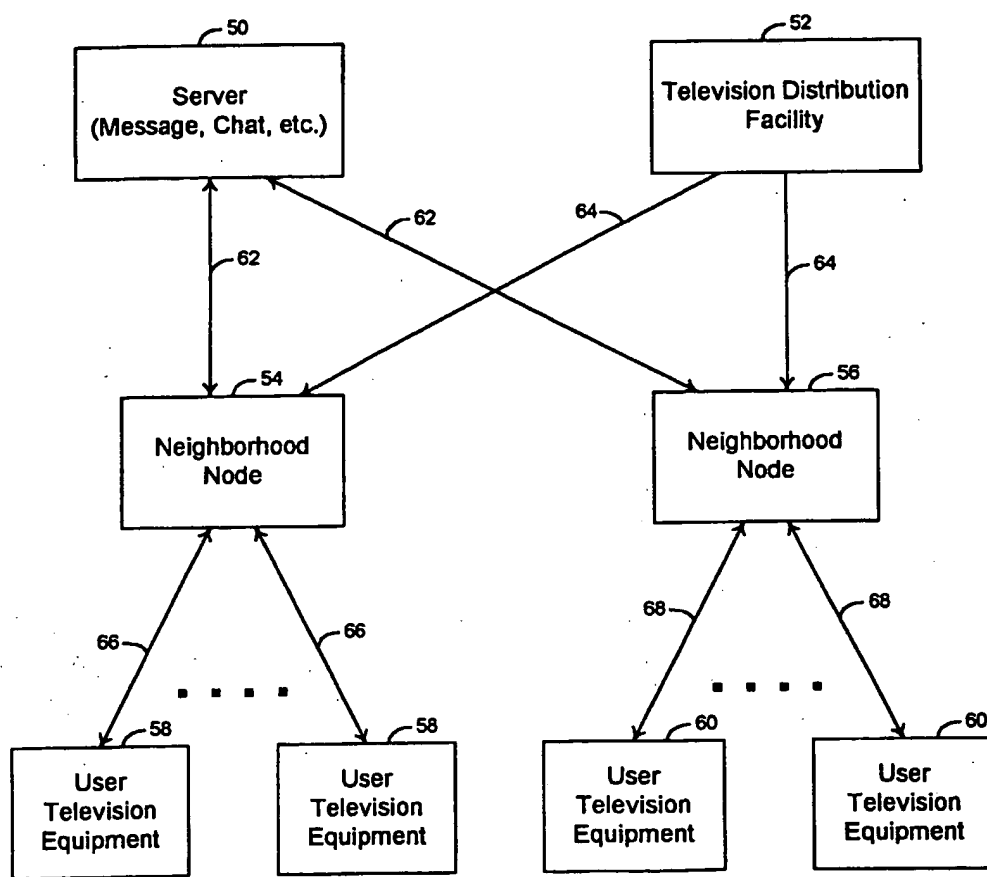 50
52
Server
(Message, Chat, etc.)
Television Distribution
Facility
62
62
64
64
54
56
Neighborhood
Node
Neighborhood
Node
66
66
68
68
58
58
60
60
User
Television
Equipment
User
Television
Equipment
User
Television
Equipment
User
Television
Equipment